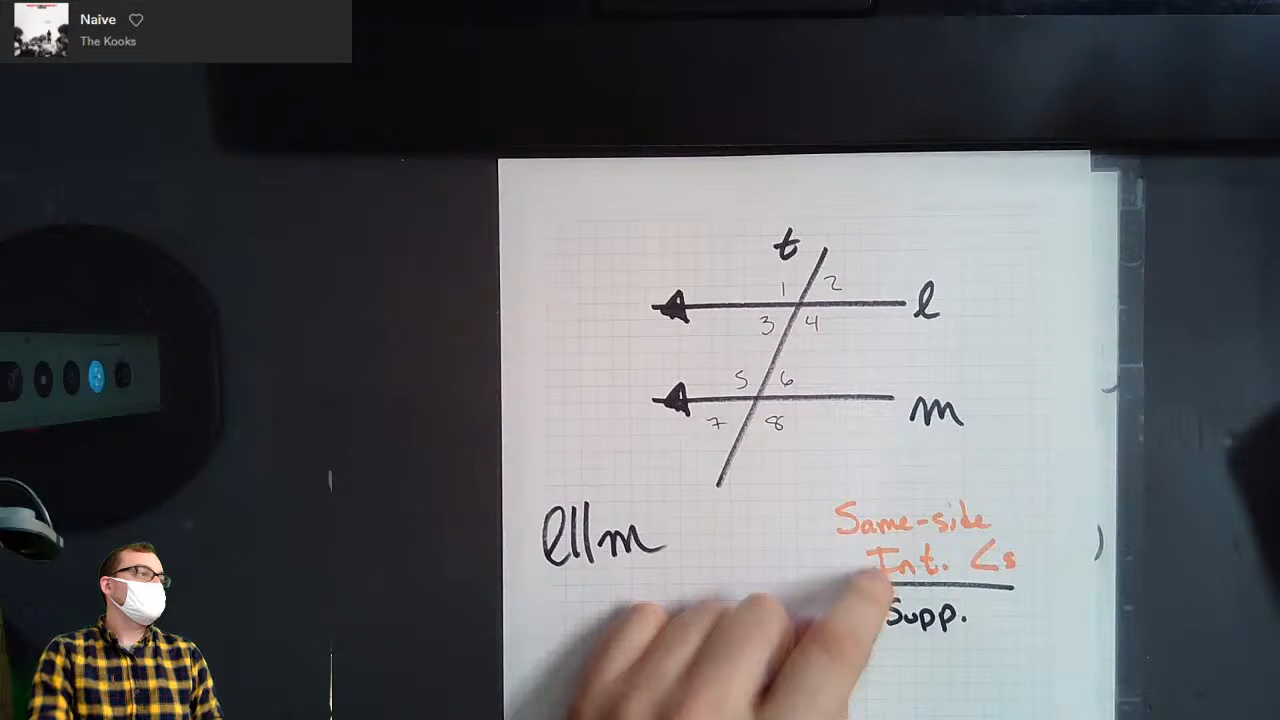 Naive
The Kooks
t
1 2
l
3 4
5 6
m
7 8
l||m
Same-side
Int. ∠s
Supp.